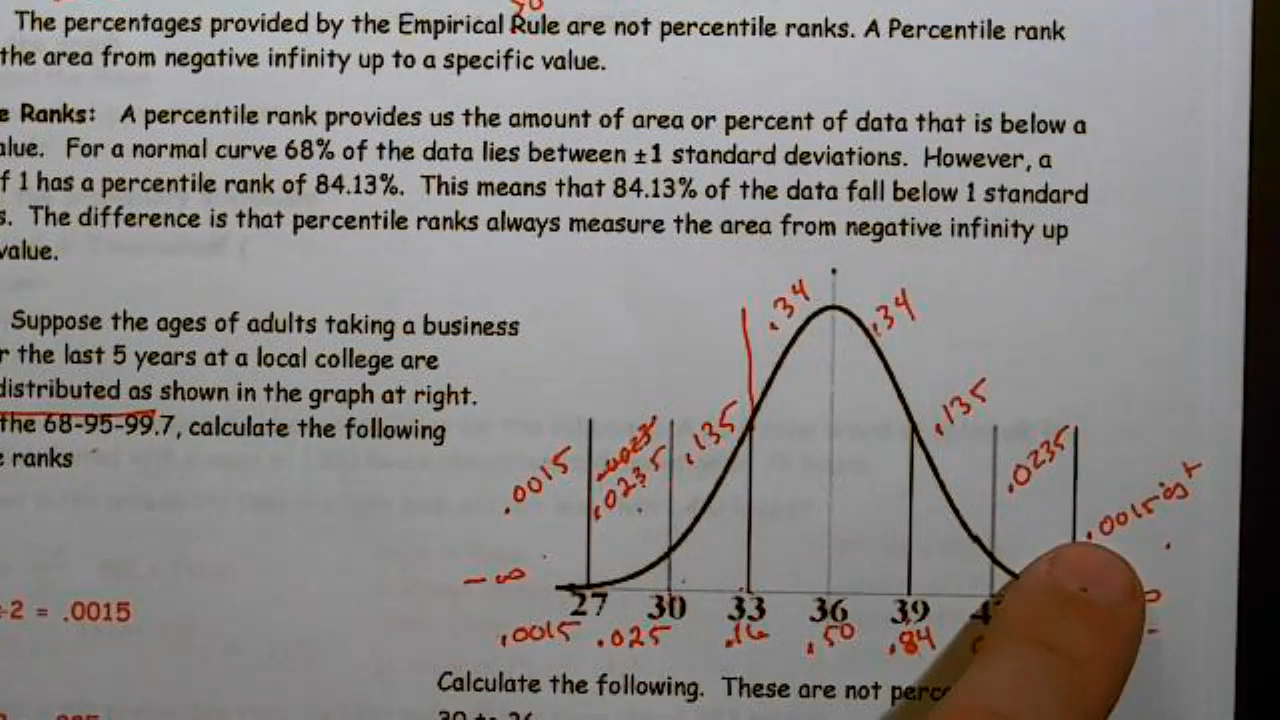 The percentages provided by the Empirical Rule are not percentile ranks. A Percentile rank
the area from negative infinity up to a specific value.
e Ranks: A percentile rank provides us the amount of area or percent of data that is below a
alue. For a normal curve 68% of the data lies between ±1 standard deviations. However, a
f 1 has a percentile rank of 84.13%. This means that 84.13% of the data fall below 1 standard
s. The difference is that percentile ranks always measure the area from negative infinity up
value.
Suppose the ages of adults taking a business
r the last 5 years at a local college are
distributed as shown in the graph at right.
the 68-95-99.7, calculate the following
e ranks
.34 .34
.0015 .0235 .135 .135 .0235 .0015
-∞
27 30 33 36 39 4
.0015 .025 .16 .50 .84
÷2 = .0015
Calculate the following. These are not perc